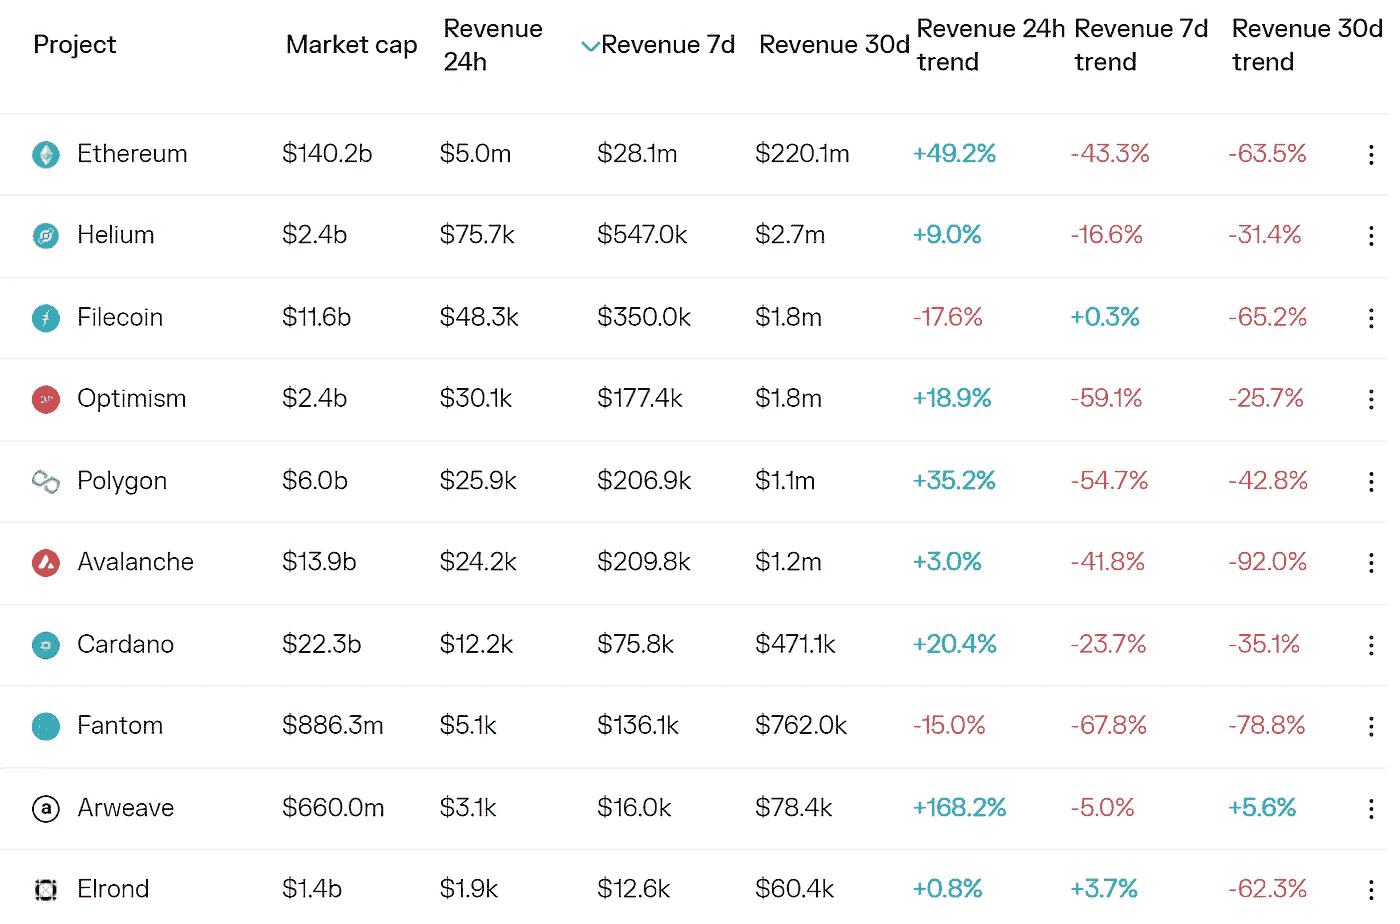 Project Market cap Revenue 24h Revenue 7d Revenue 30d Revenue 24h trend Revenue 7d trend Revenue 30d trend
Ethereum $140.2b $5.0m $28.1m $220.1m +49.2% -43.3% -63.5%
Helium $2.4b $75.7k $547.0k $2.7m +9.0% -16.6% -31.4%
Filecoin $11.6b $48.3k $350.0k $1.8m -17.6% +0.3% -65.2%
Optimism $2.4b $30.1k $177.4k $1.8m +18.9% -59.1% -25.7%
Polygon $6.0b $25.9k $206.9k $1.1m +35.2% -54.7% -42.8%
Avalanche $13.9b $24.2k $209.8k $1.2m +3.0% -41.8% -92.0%
Cardano $22.3b $12.2k $75.8k $471.1k +20.4% -23.7% -35.1%
Fantom $886.3m $5.1k $136.1k $762.0k -15.0% -67.8% -78.8%
a Arweave $660.0m $3.1k $16.0k $78.4k +168.2% -5.0% +5.6%
Elrond $1.4b $1.9k $12.6k $60.4k +0.8% +3.7% -62.3%